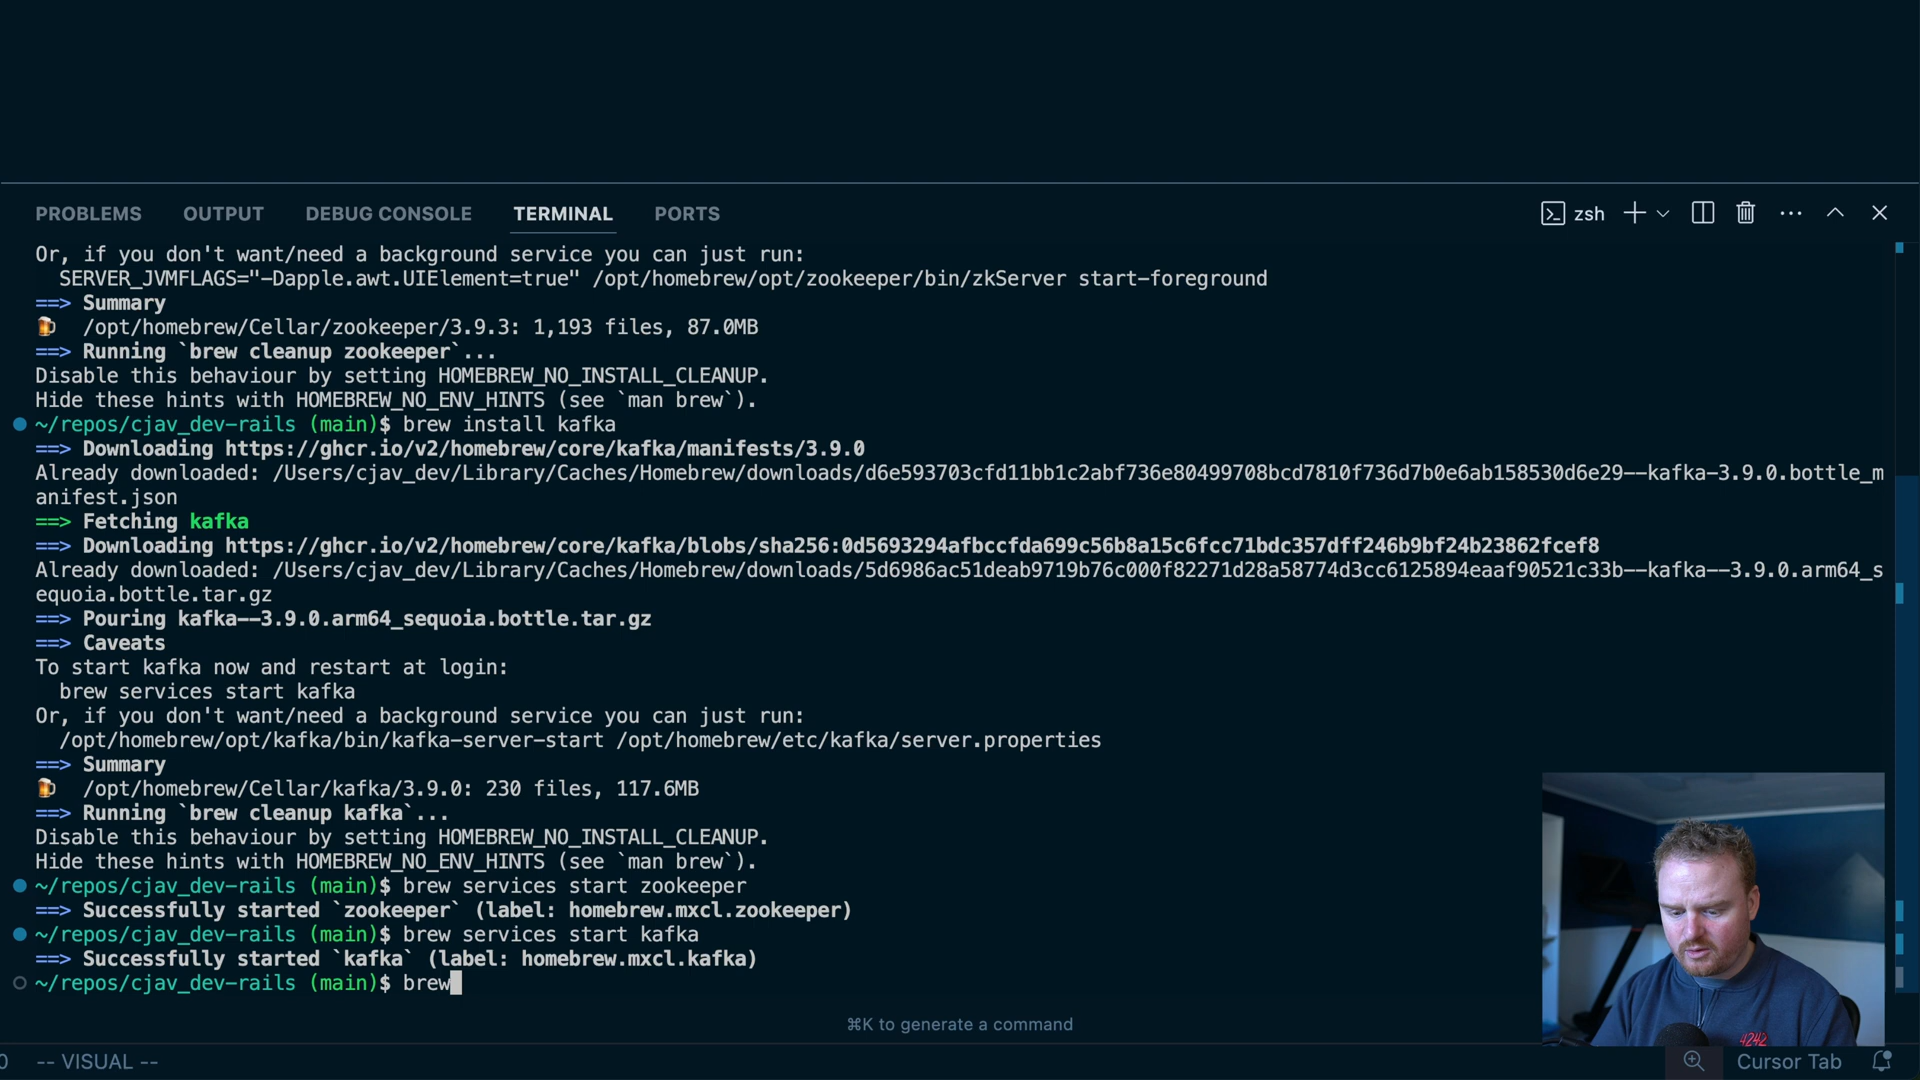 PROBLEMS OUTPUT DEBUG CONSOLE TERMINAL PORTS zsh
Or, if you don't want/need a background service you can just run:
SERVER_JVMFLAGS="-Dapple.awt.UIElement=true" /opt/homebrew/opt/zookeeper/bin/zkServer start-foreground
==> Summary
🍺 /opt/homebrew/Cellar/zookeeper/3.9.3: 1,193 files, 87.0MB
==> Running `brew cleanup zookeeper`...
Disable this behaviour by setting HOMEBREW_NO_INSTALL_CLEANUP.
Hide these hints with HOMEBREW_NO_ENV_HINTS (see `man brew`).
~/repos/cjav_dev-rails (main)$ brew install kafka
==> Downloading https://ghcr.io/v2/homebrew/core/kafka/manifests/3.9.0
Already downloaded: /Users/cjav_dev/Library/Caches/Homebrew/downloads/d6e593703cfd11bb1c2abf736e80499708bcd7810f736d7b0e6ab158530d6e29--kafka-3.9.0.bottle_m
anifest.json
==> Fetching kafka
==> Downloading https://ghcr.io/v2/homebrew/core/kafka/blobs/sha256:0d5693294afbccfda699c56b8a15c6fcc71bdc357dff246b9bf24b23862fcef8
Already downloaded: /Users/cjav_dev/Library/Caches/Homebrew/downloads/5d6986ac51deab9719b76c000f82271d28a58774d3cc6125894eaaf90521c33b--kafka--3.9.0.arm64_s
equoia.bottle.tar.gz
==> Pouring kafka--3.9.0.arm64_sequoia.bottle.tar.gz
==> Caveats
To start kafka now and restart at login:
brew services start kafka
Or, if you don't want/need a background service you can just run:
/opt/homebrew/opt/kafka/bin/kafka-server-start /opt/homebrew/etc/kafka/server.properties
==> Summary
🍺 /opt/homebrew/Cellar/kafka/3.9.0: 230 files, 117.6MB
==> Running `brew cleanup kafka`...
Disable this behaviour by setting HOMEBREW_NO_INSTALL_CLEANUP.
Hide these hints with HOMEBREW_NO_ENV_HINTS (see `man brew`).
~/repos/cjav_dev-rails (main)$ brew services start zookeeper
==> Successfully started `zookeeper` (label: homebrew.mxcl.zookeeper)
~/repos/cjav_dev-rails (main)$ brew services start kafka
==> Successfully started `kafka` (label: homebrew.mxcl.kafka)
~/repos/cjav_dev-rails (main)$ brew
4242
⌘K to generate a command
0 -- VISUAL -- Cursor Tab